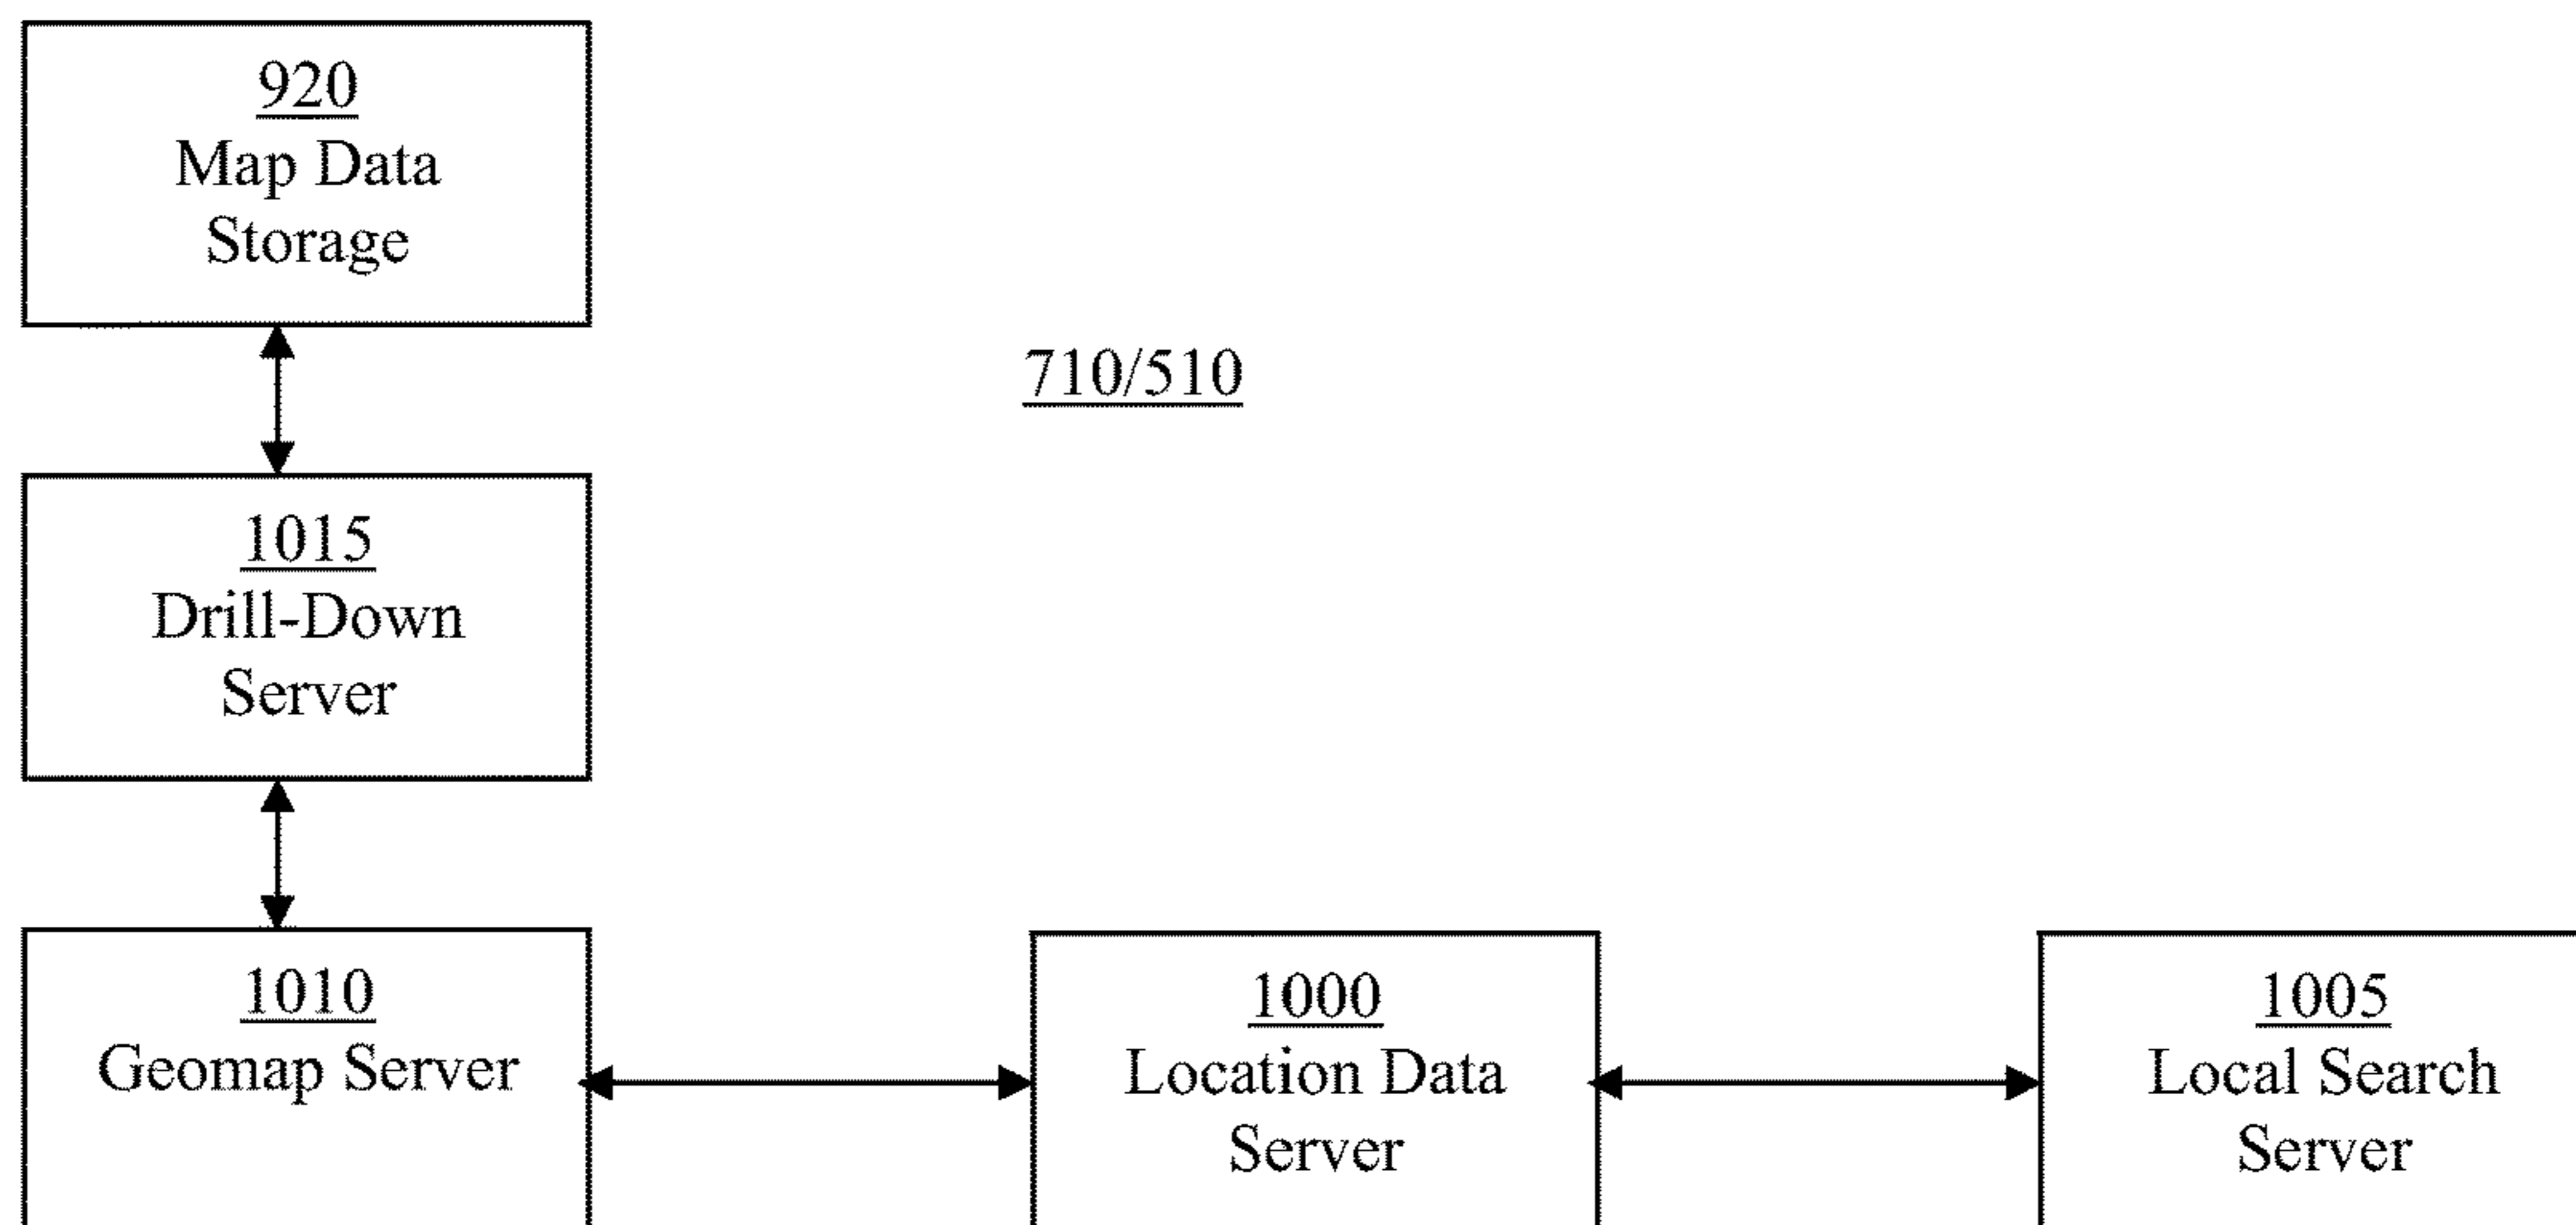 920
Map Data
Storage
710/510
1015
Drill-Down
Server
1010
Geomap Server
1000
Location Data
Server
1005
Local Search
Server